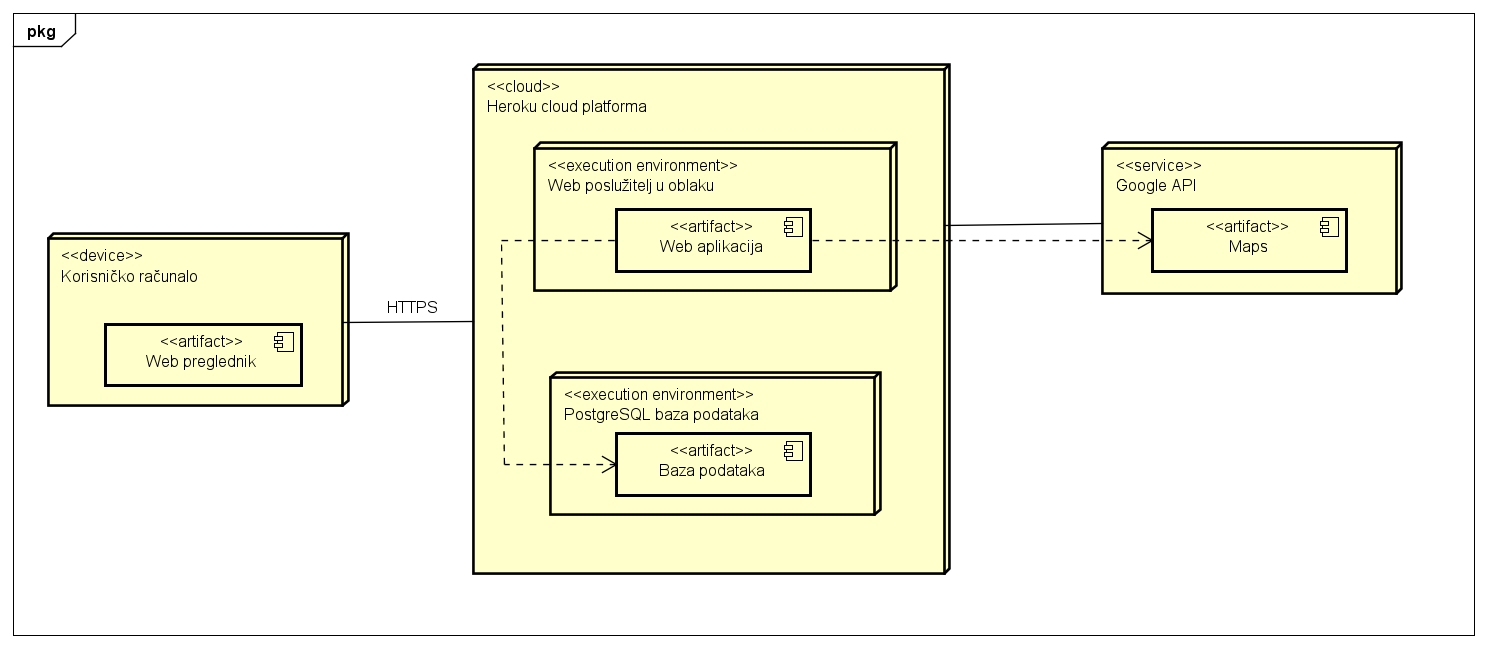 pkg
<<cloud>>
Heroku cloud platforma
<<execution environment>>
Web poslužitelj u oblaku
<<artifact>>
Web aplikacija
<<service>>
Google API
<<artifact>>
Maps
<<device>>
Korisničko računalo
<<artifact>>
Web preglednik
HTTPS
<<execution environment>>
PostgreSQL baza podataka
<<artifact>>
Baza podataka